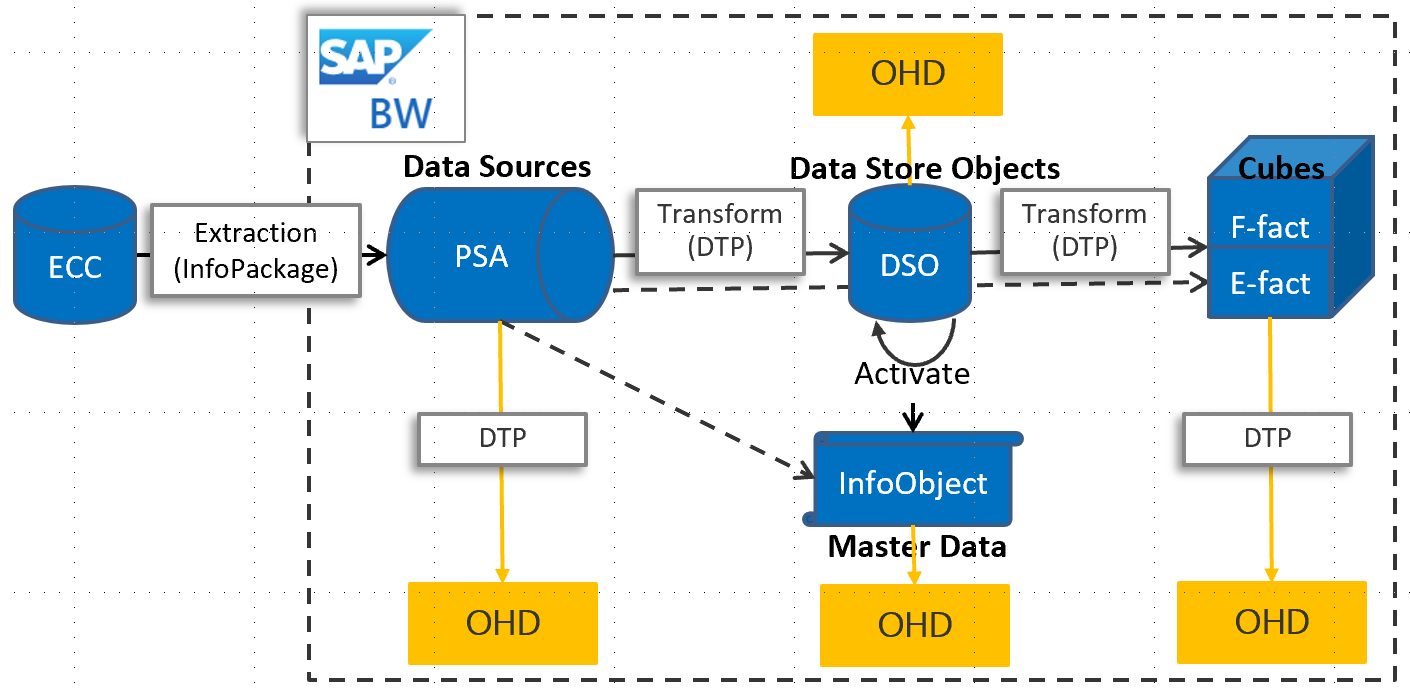 SAP
®
BW
OHD
Data Sources
Data Store Objects
Cubes
ECC
Extraction
(InfoPackage)
PSA
Transform
(DTP)
DSO
Transform
(DTP)
F-fact
E-fact
Activate
DTP
DTP
InfoObject
Master Data
OHD
OHD
OHD